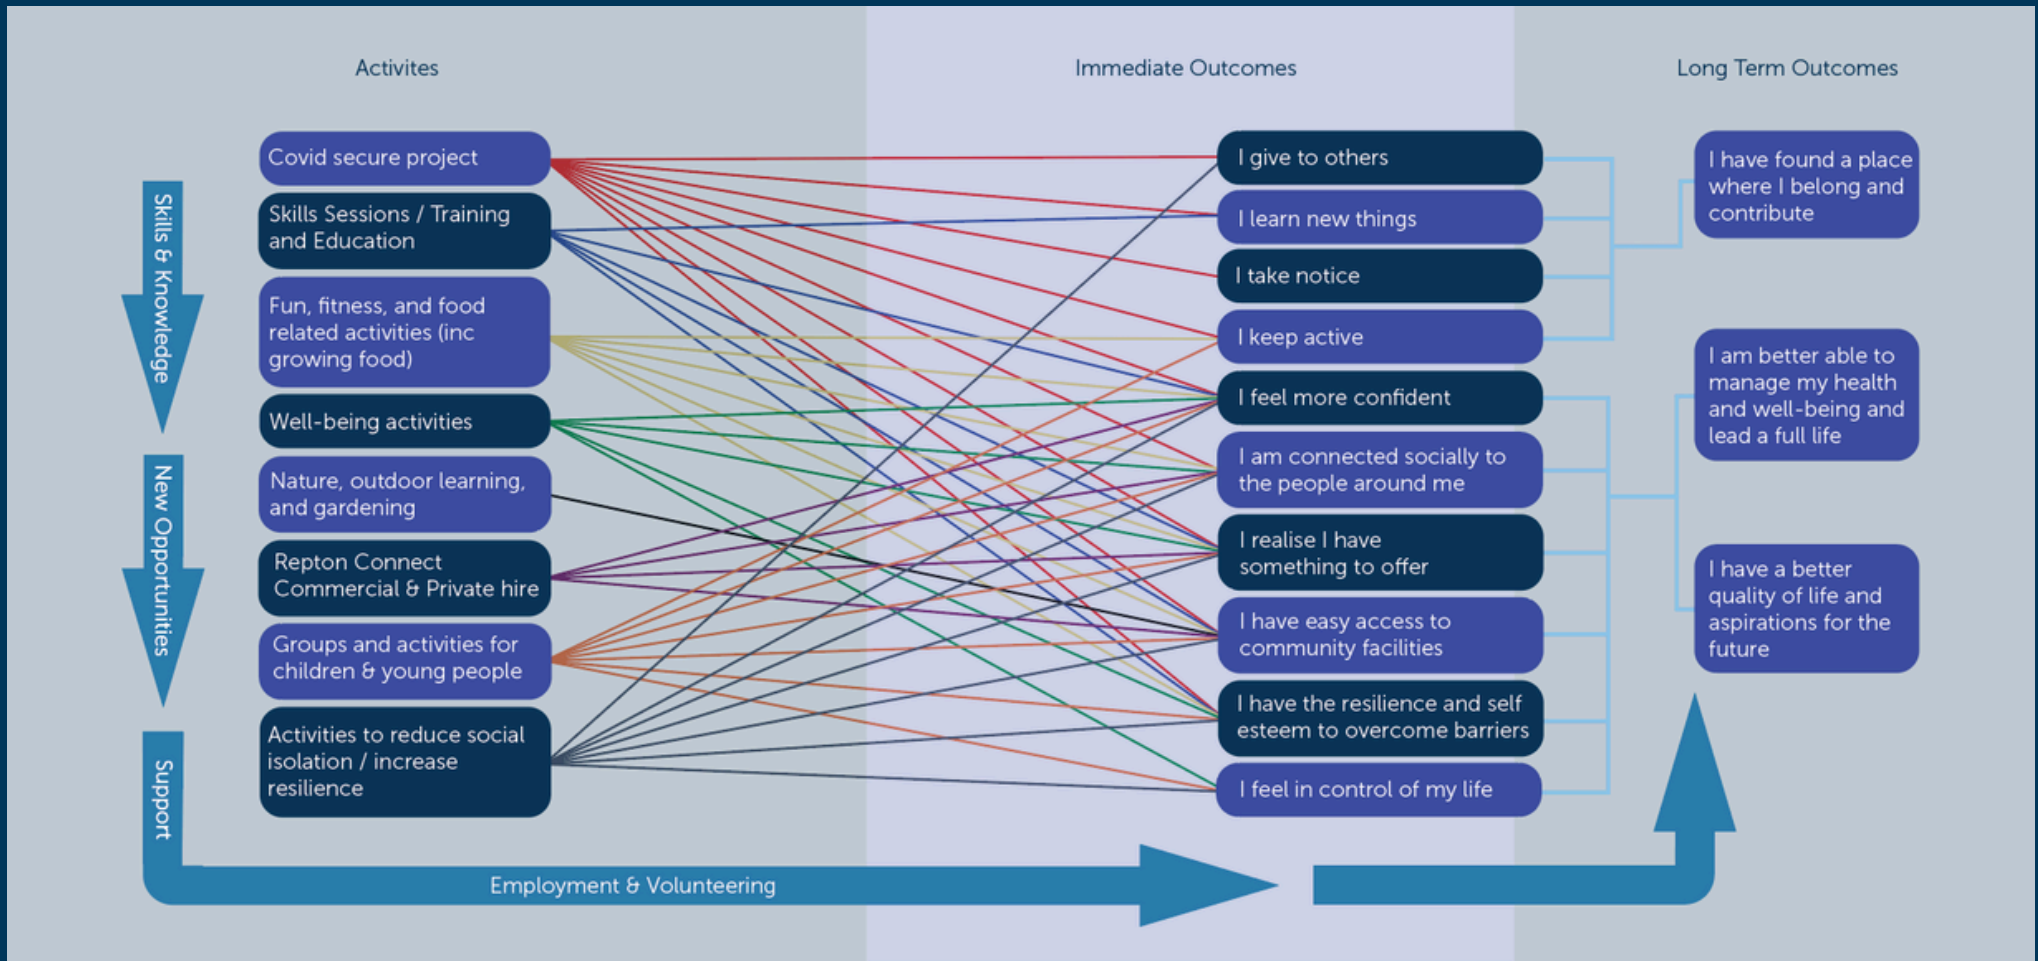 Activites
Immediate Outcomes
Long Term Outcomes
Skills & Knowledge
New Opportunities
Support
Covid secure project
Skills Sessions / Training
and Education
Fun, fitness, and food
related activities (inc
growing food)
Well-being activities
Nature, outdoor learning,
and gardening
Repton Connect
Commercial & Private hire
Groups and activities for
children & young people
Activities to reduce social
isolation / increase
resilience
I give to others
I learn new things
I take notice
I keep active
I feel more confident
I am connected socially to
the people around me
I realise I have
something to offer
I have easy access to
community facilities
I have the resilience and self
esteem to overcome barriers
I feel in control of my life
I have found a place
where I belong and
contribute
I am better able to
manage my health
and well-being and
lead a full life
I have a better
quality of life and
aspirations for the
future
Employment & Volunteering